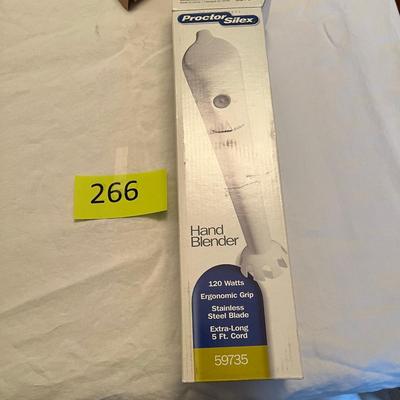 Proctor
Silex®
266
Hand
Blender
120 Watts
Ergonomic Grip
Stainless
Steel Blade
Extra-Long
5 Ft. Cord
59735